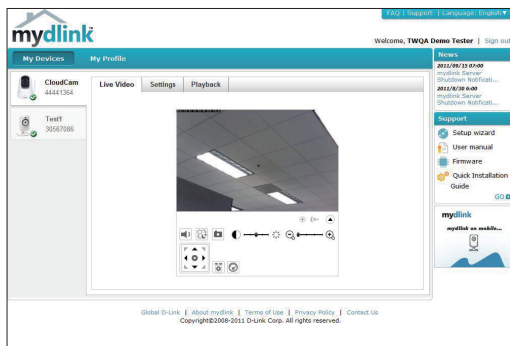 FAQ | Support | Language: English
mydlink
Welcome, TWQA Demo Tester | Sign out
My Devices
My Profile
CloudCam
44441364
Test1
30567086
Live Video
Settings
Playback
News
2011/09/15 07:00
mydlink Server
Shutdown Notificati...
2011/8/30 6:00
mydlink Server
Shutdown Notificati...
Support
Setup wizard
User manual
Firmware
Quick Installation
Guide
GO
mydlink
mydlink on mobile...
Global D-Link | About mydlink | Terms of Use | Privacy Policy | Contact Us
Copyright©2008-2011 D-Link Corp. All rights reserved.